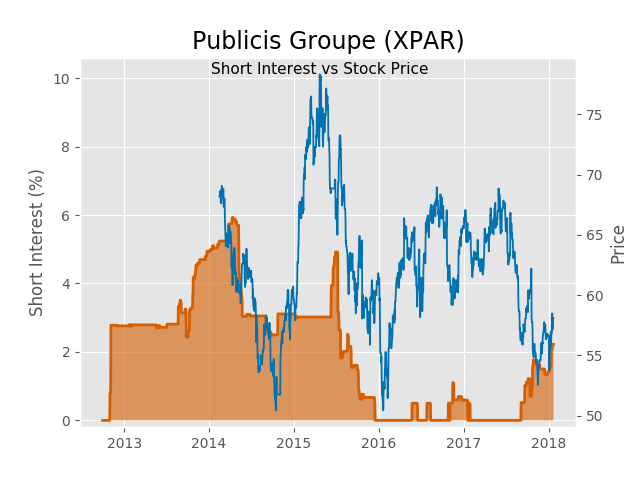 Publicis Groupe (XPAR)
Short Interest vs Stock Price
Short Interest (%)
10
8
6
4
2
0
75
70
65
60
55
50
Price
2013 2014 2015 2016 2017 2018